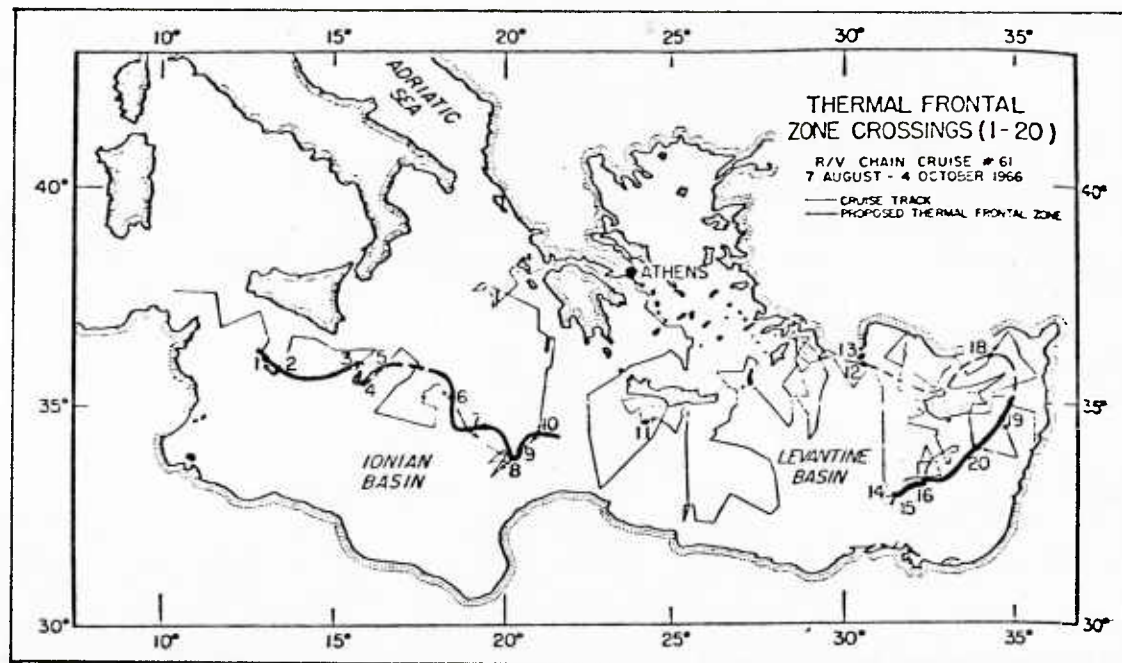 10° 15° 20° 25° 30° 35°
ADRIATIC
SEA
THERMAL FRONTAL
ZONE CROSSINGS (1-20)
R/V CHAIN CRUISE # 61
7 AUGUST - 4 OCTOBER 1966
CRUISE TRACK
PROPOSED THERMAL FRONTAL ZONE
40° 40°
ATHENS
1 2 3 5 13 18
4 6 12
35° 35°
7 10 11 19
9
8
IONIAN
BASIN
LEVANTINE
BASIN
20
14 16
15
30° 30°
10° 15° 20° 25° 30° 35°